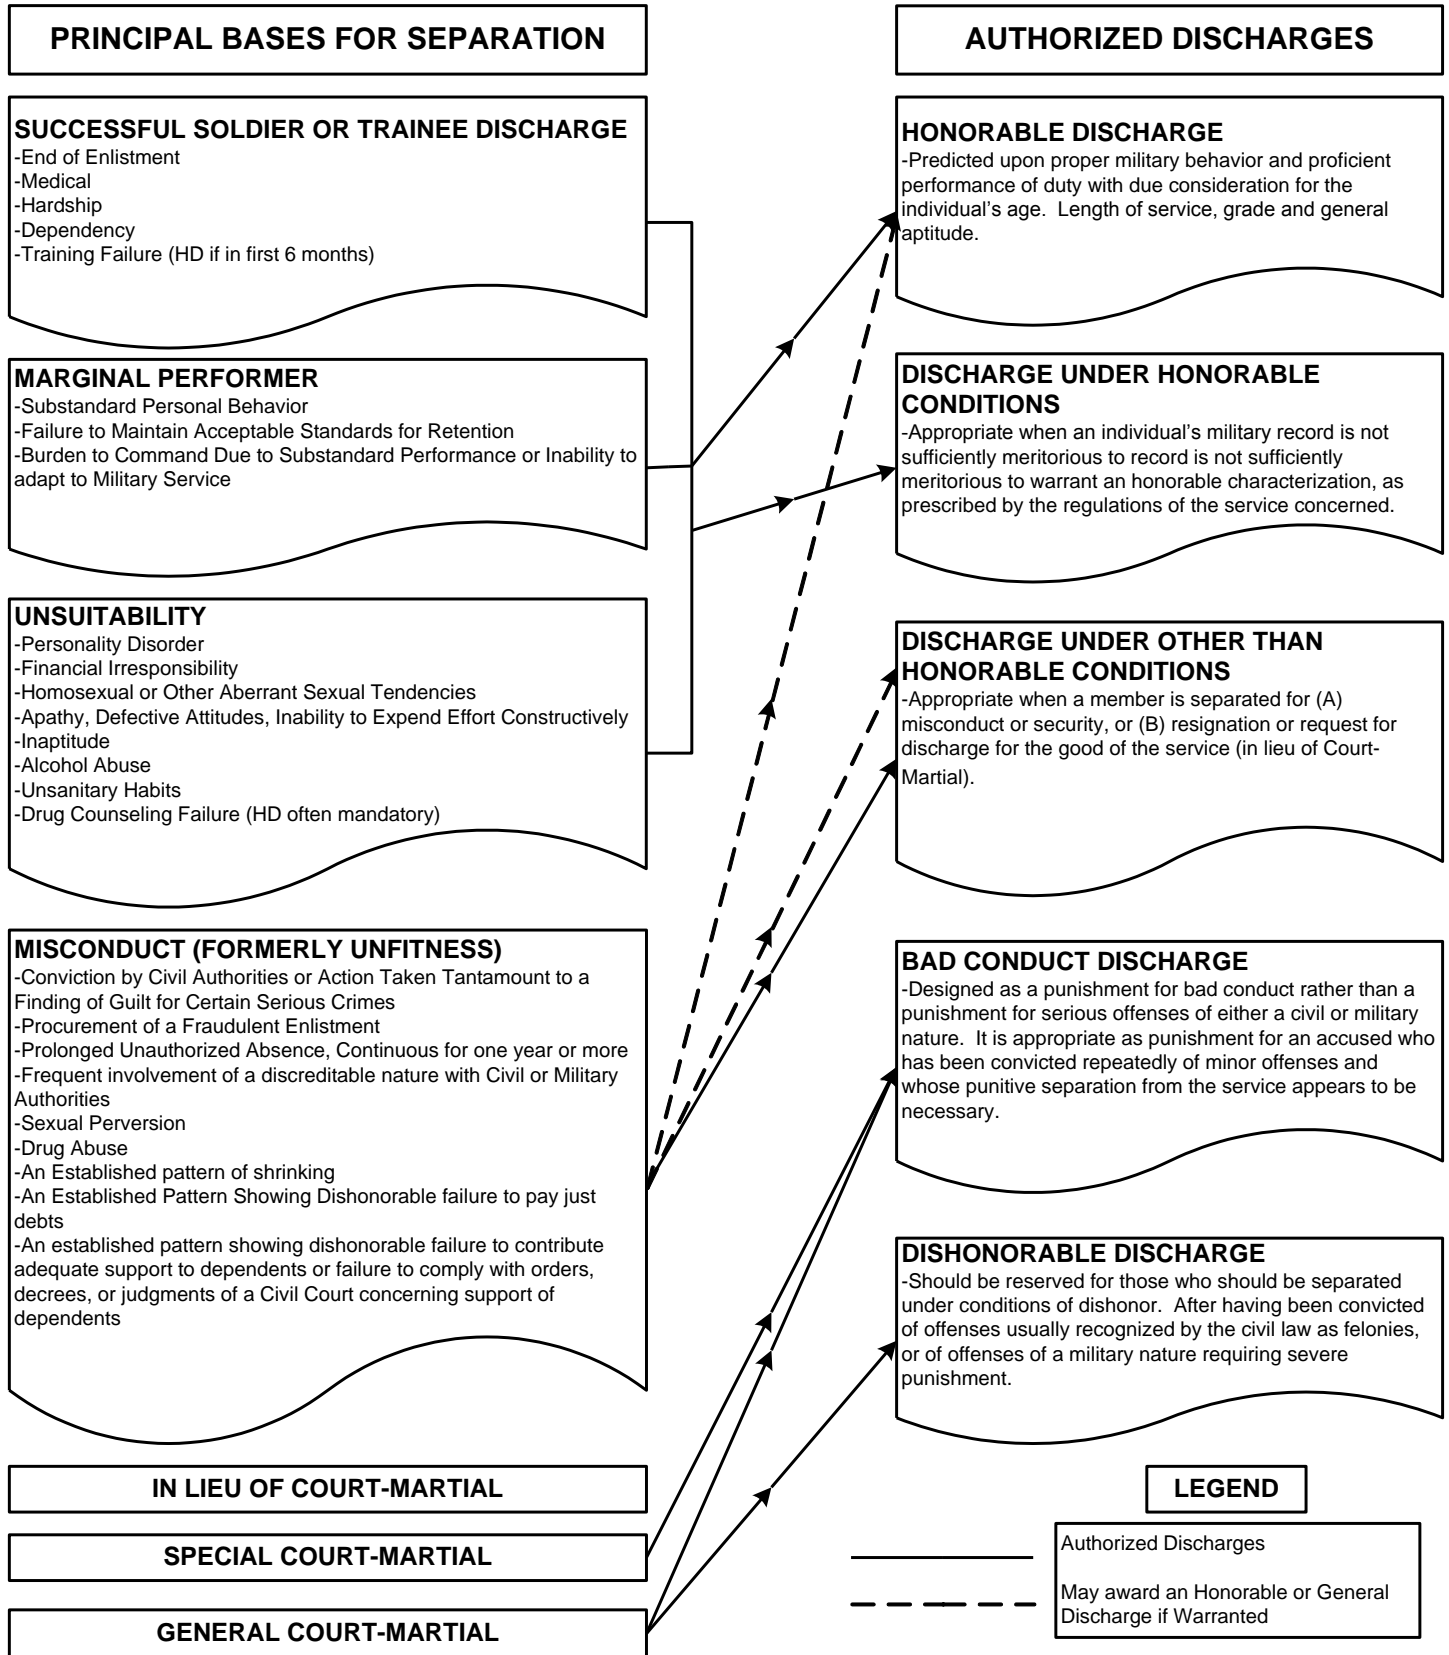 PRINCIPAL BASES FOR SEPARATION
SUCCESSFUL SOLDIER OR TRAINEE DISCHARGE
-End of Enlistment
-Medical
-Hardship
-Dependency
-Training Failure (HD if in first 6 months)
MARGINAL PERFORMER
-Substandard Personal Behavior
-Failure to Maintain Acceptable Standards for Retention
-Burden to Command Due to Substandard Performance or Inability to
adapt to Military Service
UNSUITABILITY
-Personality Disorder
-Financial Irresponsibility
-Homosexual or Other Aberrant Sexual Tendencies
-Apathy, Defective Attitudes, Inability to Expend Effort Constructively
-Inaptitude
-Alcohol Abuse
-Unsanitary Habits
-Drug Counseling Failure (HD often mandatory)
MISCONDUCT (FORMERLY UNFITNESS)
-Conviction by Civil Authorities or Action Taken Tantamount to a
Finding of Guilt for Certain Serious Crimes
-Procurement of a Fraudulent Enlistment
-Prolonged Unauthorized Absence, Continuous for one year or more
-Frequent involvement of a discreditable nature with Civil or Military
Authorities
-Sexual Perversion
-Drug Abuse
-An Established pattern of shrinking
-An Established Pattern Showing Dishonorable failure to pay just
debts
-An established pattern showing dishonorable failure to contribute
adequate support to dependents or failure to comply with orders,
decrees, or judgments of a Civil Court concerning support of
dependents
IN LIEU OF COURT-MARTIAL
SPECIAL COURT-MARTIAL
GENERAL COURT-MARTIAL
AUTHORIZED DISCHARGES
HONORABLE DISCHARGE
-Predicted upon proper military behavior and proficient
performance of duty with due consideration for the
individual's age.  Length of service, grade and general
aptitude.
DISCHARGE UNDER HONORABLE
CONDITIONS
-Appropriate when an individual's military record is not
sufficiently meritorious to record is not sufficiently
meritorious to warrant an honorable characterization, as
prescribed by the regulations of the service concerned.
DISCHARGE UNDER OTHER THAN
HONORABLE CONDITIONS
-Appropriate when a member is separated for (A)
misconduct or security, or (B) resignation or request for
discharge for the good of the service (in lieu of Court-
Martial).
BAD CONDUCT DISCHARGE
-Designed as a punishment for bad conduct rather than a
punishment for serious offenses of either a civil or military
nature.  It is appropriate as punishment for an accused who
has been convicted repeatedly of minor offenses and
whose punitive separation from the service appears to be
necessary.
DISHONORABLE DISCHARGE
-Should be reserved for those who should be separated
under conditions of dishonor.  After having been convicted
of offenses usually recognized by the civil law as felonies,
or of offenses of a military nature requiring severe
punishment.
LEGEND
Authorized Discharges
May award an Honorable or General
Discharge if Warranted